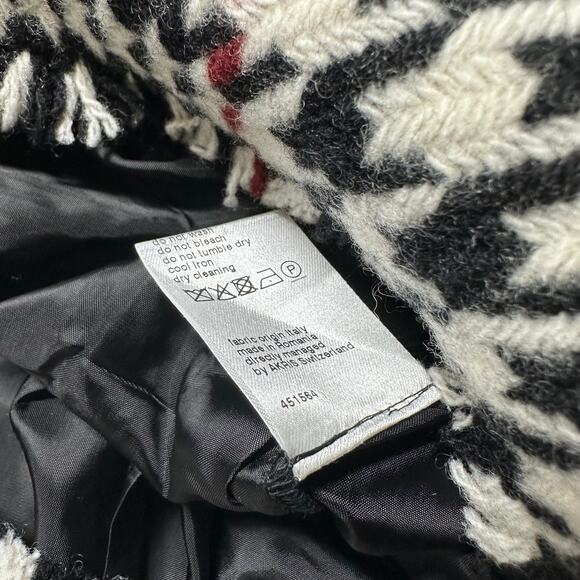 do not wash
do not bleach
do not tumble dry
cool iron
dry cleaning
P
fabric origin italy
made in Romania
directly managed
by AKRIS Switzerland
451564